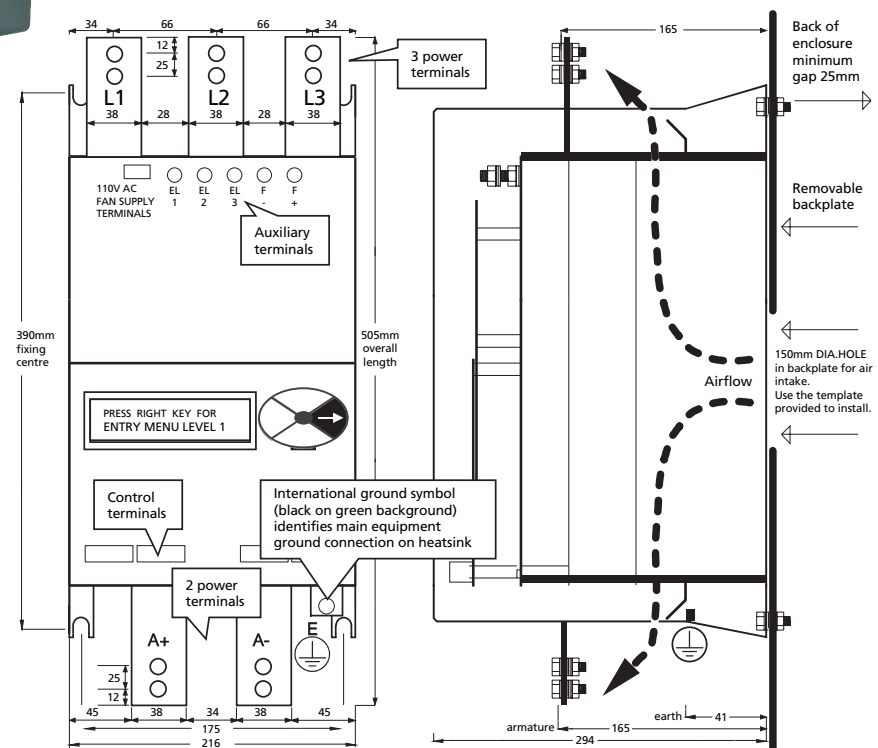 34
66
66
34
12
25
L1
L2
L3
38
28
38
28
38
3 power
terminals
110V AC
FAN SUPPLY
TERMINALS
EL
1
EL
2
EL
3
F
-
F
+
Auxiliary
terminals
390mm
fixing
centre
505mm
overall
length
PRESS RIGHT KEY FOR
ENTRY MENU LEVEL 1
Control
terminals
International ground symbol
(black on green background)
identifies main equipment
ground connection on heatsink
2 power
terminals
A+
A-
E
25
12
45
38
34
38
45
175
216
165
Back of
enclosure
minimum
gap 25mm
Removable
backplate
Airflow
150mm DIA.HOLE
in backplate for air
intake.
Use the template
provided to install.
earth
41
armature
165
294